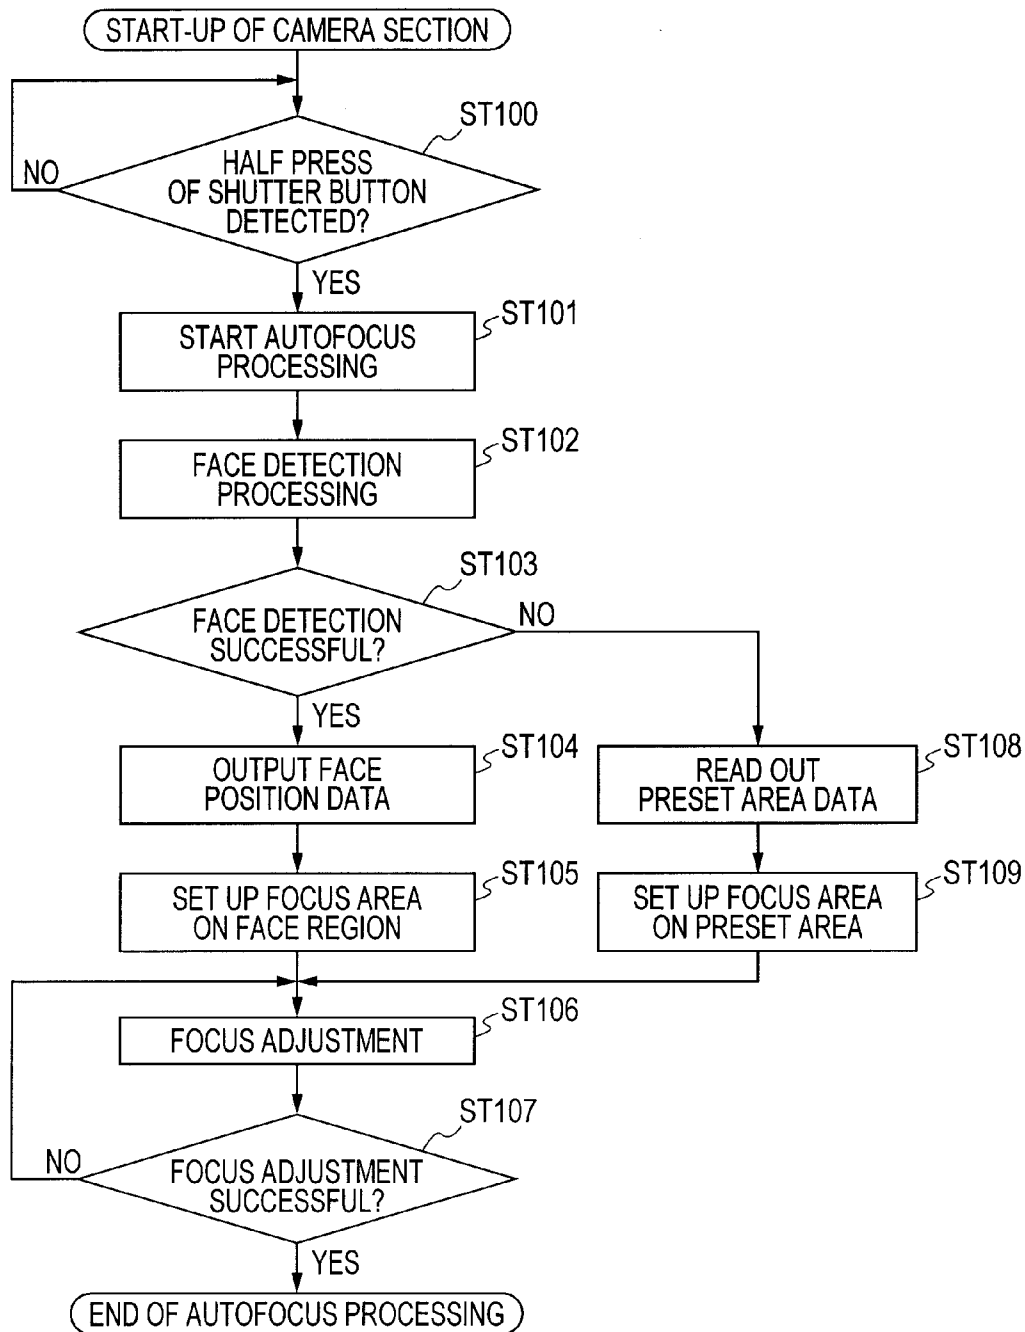 START-UP OF CAMERA SECTION
ST100
HALF PRESS
OF SHUTTER BUTTON
DETECTED?
NO
YES
ST101
START AUTOFOCUS
PROCESSING
ST102
FACE DETECTION
PROCESSING
ST103
FACE DETECTION
SUCCESSFUL?
NO
YES
ST104
OUTPUT FACE
POSITION DATA
ST108
READ OUT
PRESET AREA DATA
ST105
SET UP FOCUS AREA
ON FACE REGION
ST109
SET UP FOCUS AREA
ON PRESET AREA
ST106
FOCUS ADJUSTMENT
ST107
FOCUS ADJUSTMENT
SUCCESSFUL?
NO
YES
END OF AUTOFOCUS PROCESSING